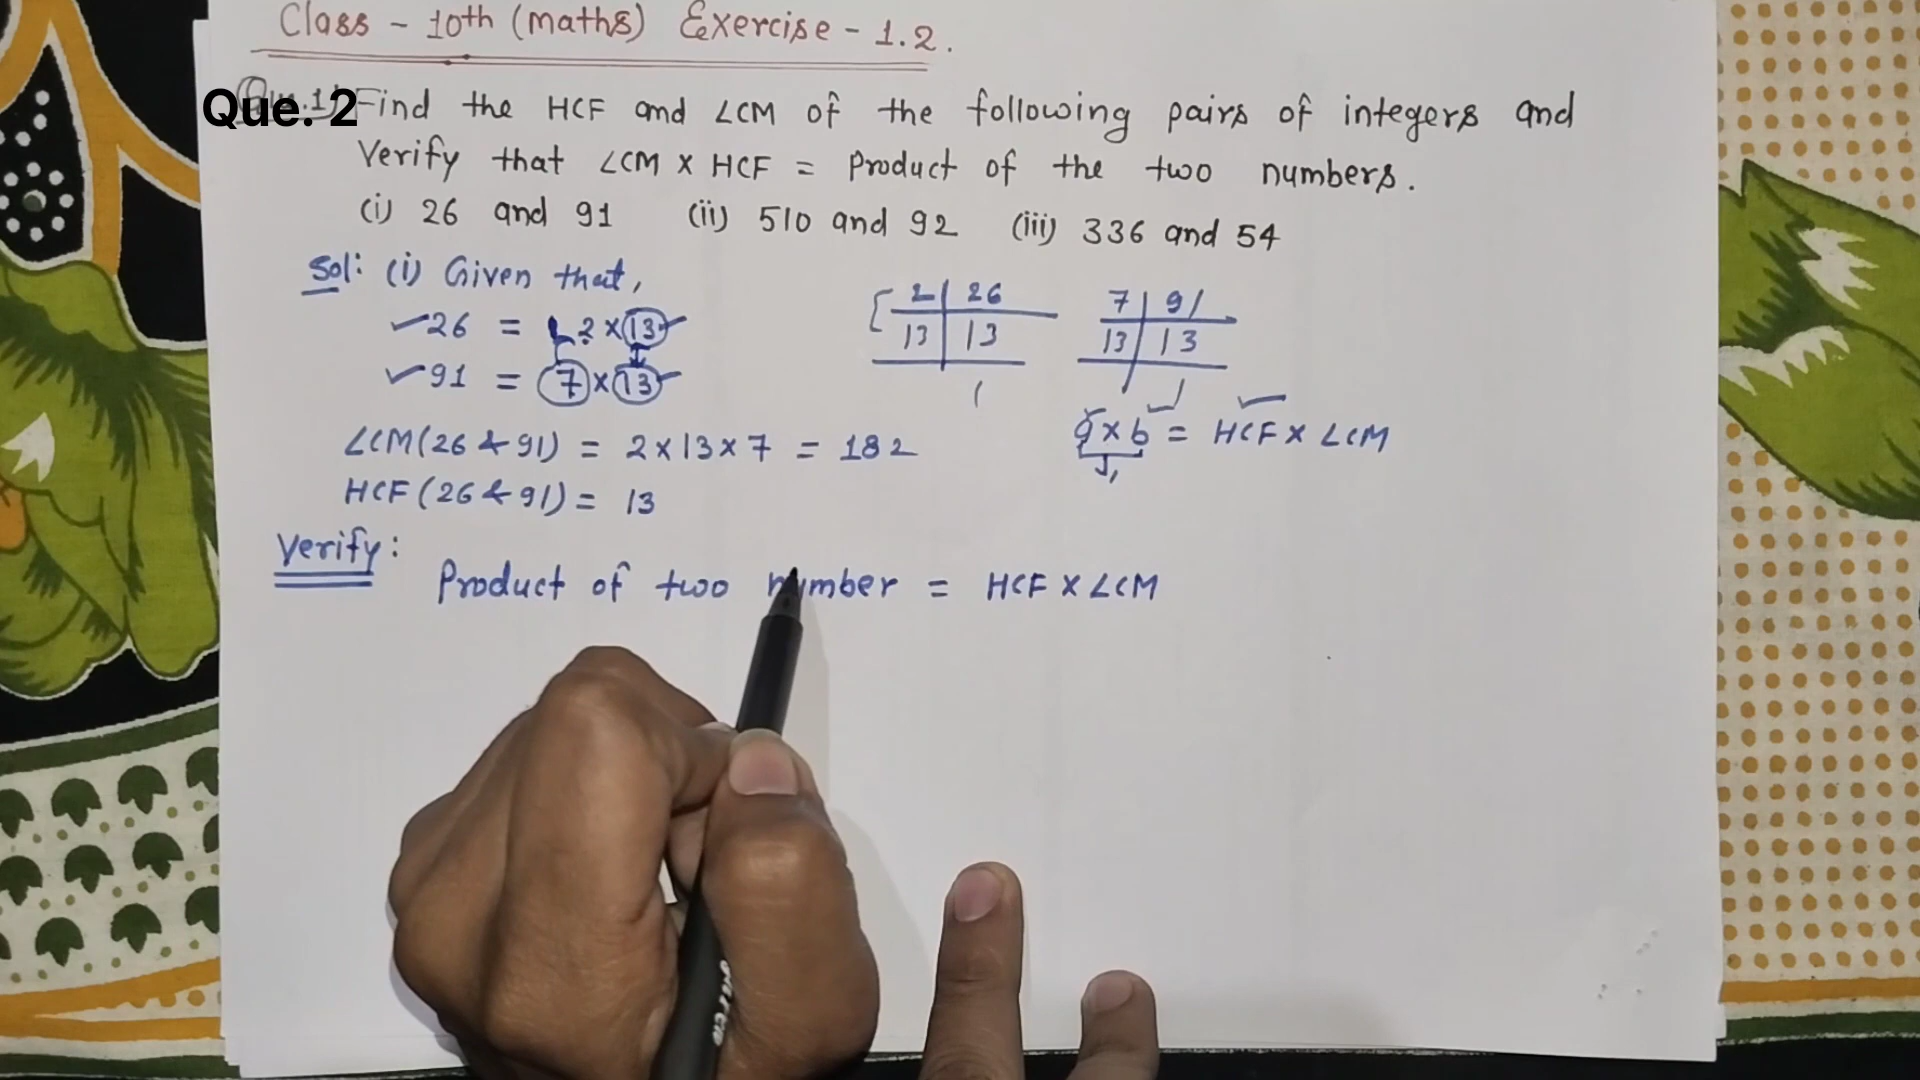 Class - 10th (maths) Exercise - 1.2.
Que. 2 Find the HCF and LCM of the following pairs of integers and
Verify that LCM x HCF = Product of the two numbers.
(i) 26 and 91 (ii) 510 and 92 (iii) 336 and 54
Sol: (i) Given that,
26 = 2 x 13
91 = 7 x 13
2 | 26
13 | 13
1
7 | 91
13 | 13
1
LCM (26 & 91) = 2 x 13 x 7 = 182
a x b = HCF x LCM
HCF (26 & 91) = 13
Verify:
Product of two number = HCF x LCM